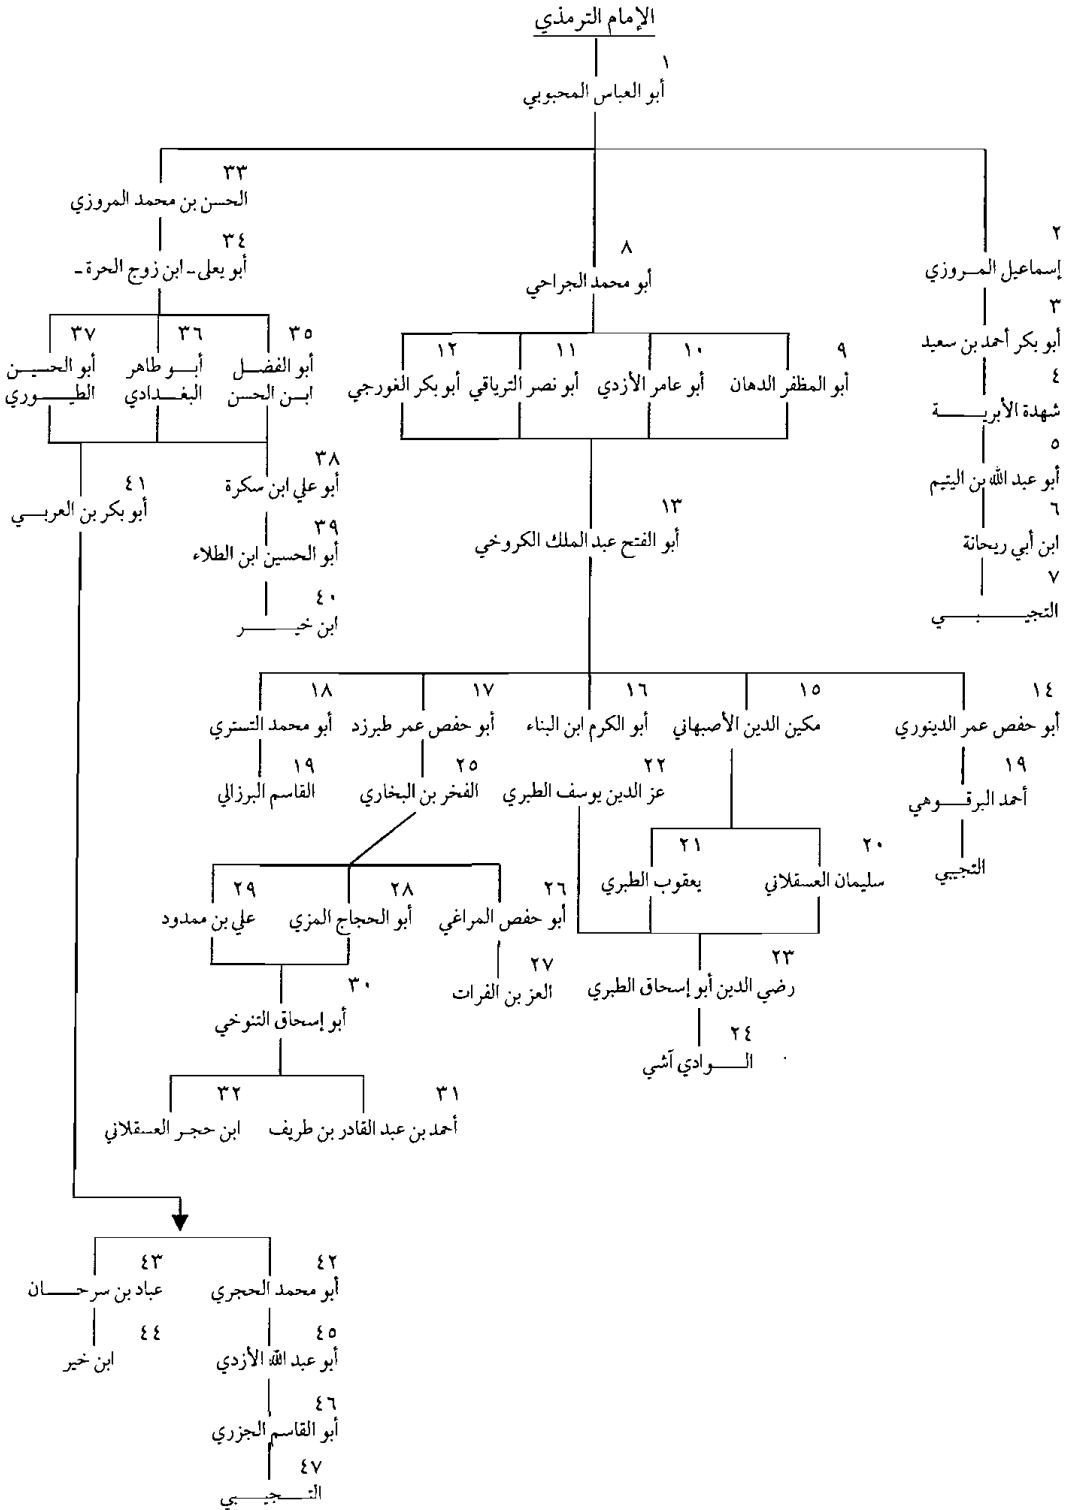 الإمام الترمذي
١
أبو العباس المحبوبي
٢
إسماعيل المروزي
٣
أبو بكر أحمد بن سعيد
٤
شهدة الأبرية
٥
أبو عبد الله بن اليتيم
٦
ابن أبي ريحانة
٧
التجيبي
٨
أبو محمد الجراحي
٩
أبو المظفر الدهان
١٠
أبو عامر الأزدي
١١
أبو نصر الترياقي
١٢
أبو بكر الغورجي
١٣
أبو الفتح عبد الملك الكروخي
١٤
أبو حفص عمر الدينوري
١٩
أحمد البرقوهي
التجيبي
١٥
مكين الدين الأصبهاني
١٦
أبو الكرم ابن البناء
١٧
أبو حفص عمر طبرزد
١٨
أبو محمد التستري
١٩
القاسم البرزالي
٢٠
سليمان العسقلاني
٢١
يعقوب الطبري
٢٢
عز الدين يوسف الطبري
٢٣
رضي الدين أبو إسحاق الطبري
٢٤
الوادي آشي
٢٥
الفخر بن البخاري
٢٦
أبو حفص المراغي
٢٧
العز بن الفرات
٢٨
أبو الحجاج المزي
٢٩
علي بن ممدود
٣٠
أبو إسحاق التنوخي
٣١
أحمد بن عبد القادر بن طريف
٣٢
ابن حجر العسقلاني
٣٣
الحسن بن محمد المروزي
٣٤
أبو يعلى - ابن زوج الحرة -
٣٥
أبو الفضل
ابن الحسن
٣٦
أبو طاهر
البغدادي
٣٧
أبو الحسين
الطيوري
٣٨
أبو علي ابن سكرة
٣٩
أبو الحسين ابن الطلاء
٤٠
ابن خير
٤١
أبو بكر بن العربي
٤٢
أبو محمد الحجري
٤٣
عباد بن سرحان
٤٤
ابن خير
٤٥
أبو عبد الله الأزدي
٤٦
أبو القاسم الجزري
٤٧
التجيبي